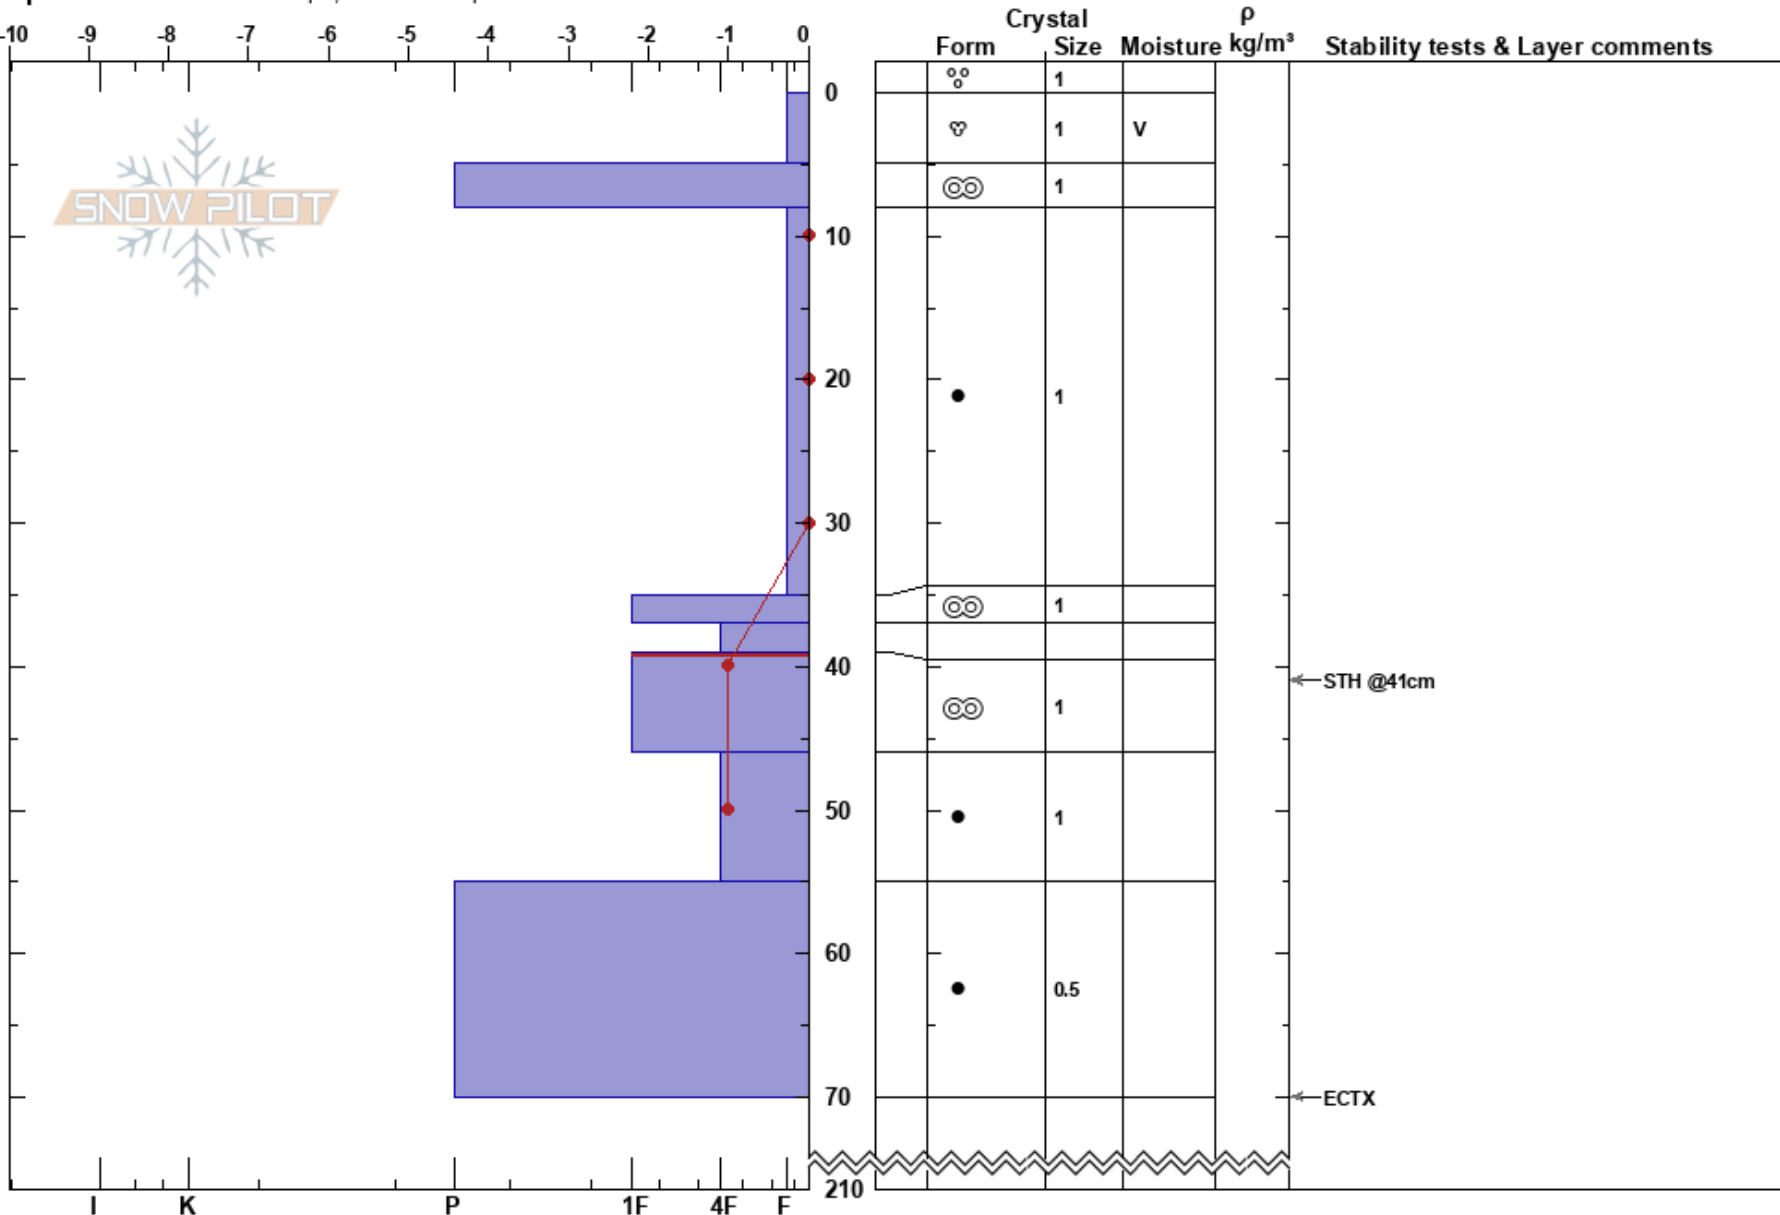 -10 -9 -8 -7 -6 -5 -4 -3 -2 -1 0
Crystal ρ
Form Size Moisture kg/m³ Stability tests & Layer comments
1
0
1 V
SNOW PILOT
1
10
20
1
30
1
40
STH @41cm
1
50
1
60
0.5
70
ECTX
210
I K P 1F 4F F